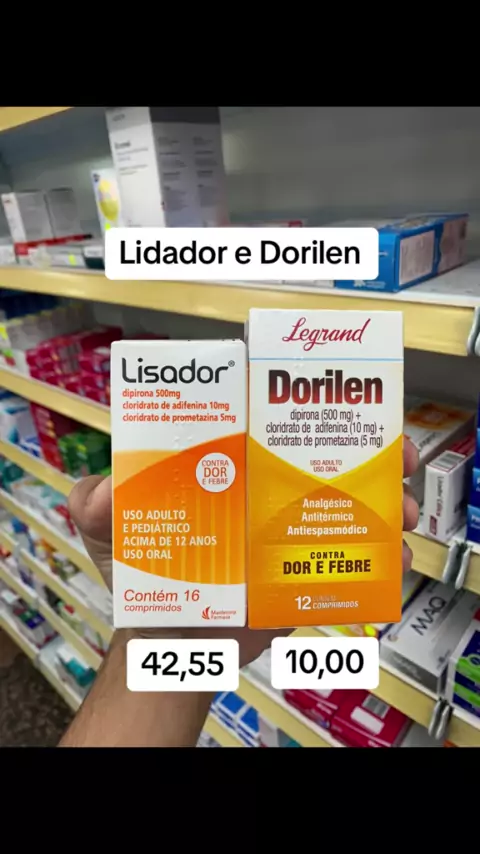 Lidador e Dorilen
Lisador®
dipirona 500mg
cloridrato de adifenina 10mg
cloridrato de prometazina 5mg
CONTRA
DOR
E FEBRE
USO ADULTO
E PEDIÁTRICO
ACIMA DE 12 ANOS
USO ORAL
Contém 16
comprimidos
Legrand
Dorilen
dipirona (500 mg) +
cloridrato de adifenina (10 mg) +
cloridrato de prometazina (5 mg)
USO ADULTO
USO ORAL
Analgésico
Antitérmico
Antiespasmódico
CONTRA
DOR E FEBRE
12
COMPRIMIDOS
MAQ
42,55
10,00